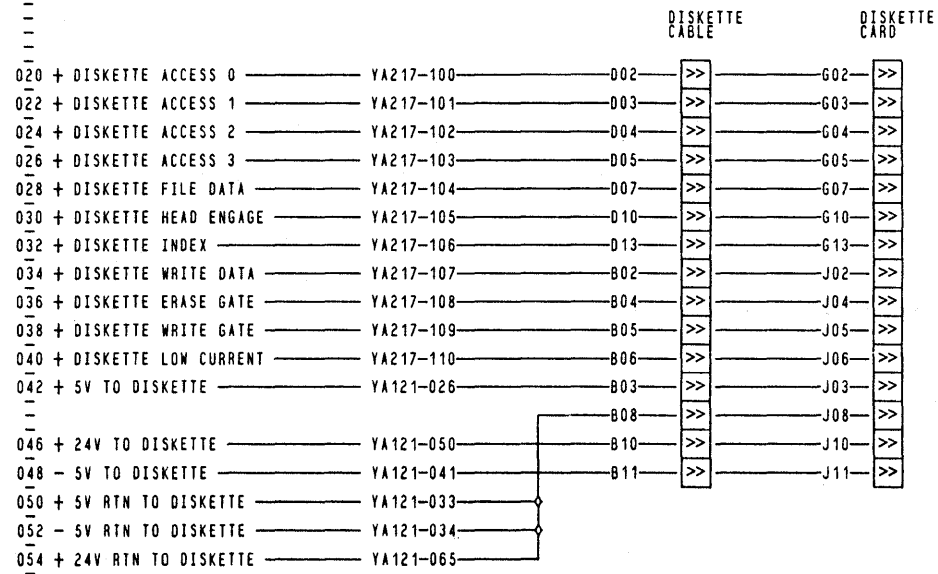 DISKETTE DISKETTE
CABLE CARD
020 + DISKETTE ACCESS 0 YA217-100 D02 >> G02 >>
022 + DISKETTE ACCESS 1 YA217-101 D03 >> G03 >>
024 + DISKETTE ACCESS 2 YA217-102 D04 >> G04 >>
026 + DISKETTE ACCESS 3 YA217-103 D05 >> G05 >>
028 + DISKETTE FILE DATA YA217-104 D07 >> G07 >>
030 + DISKETTE HEAD ENGAGE YA217-105 D10 >> G10 >>
032 + DISKETTE INDEX YA217-106 D13 >> G13 >>
034 + DISKETTE WRITE DATA YA217-107 B02 >> J02 >>
036 + DISKETTE ERASE GATE YA217-108 B04 >> J04 >>
038 + DISKETTE WRITE GATE YA217-109 B05 >> J05 >>
040 + DISKETTE LOW CURRENT YA217-110 B06 >> J06 >>
042 + 5V TO DISKETTE YA121-026 B03 >> J03 >>
B08 >> J08 >>
046 + 24V TO DISKETTE YA121-050 B10 >> J10 >>
048 - 5V TO DISKETTE YA121-041 B11 >> J11 >>
050 + 5V RTN TO DISKETTE YA121-033
052 - 5V RTN TO DISKETTE YA121-034
054 + 24V RTN TO DISKETTE YA121-065